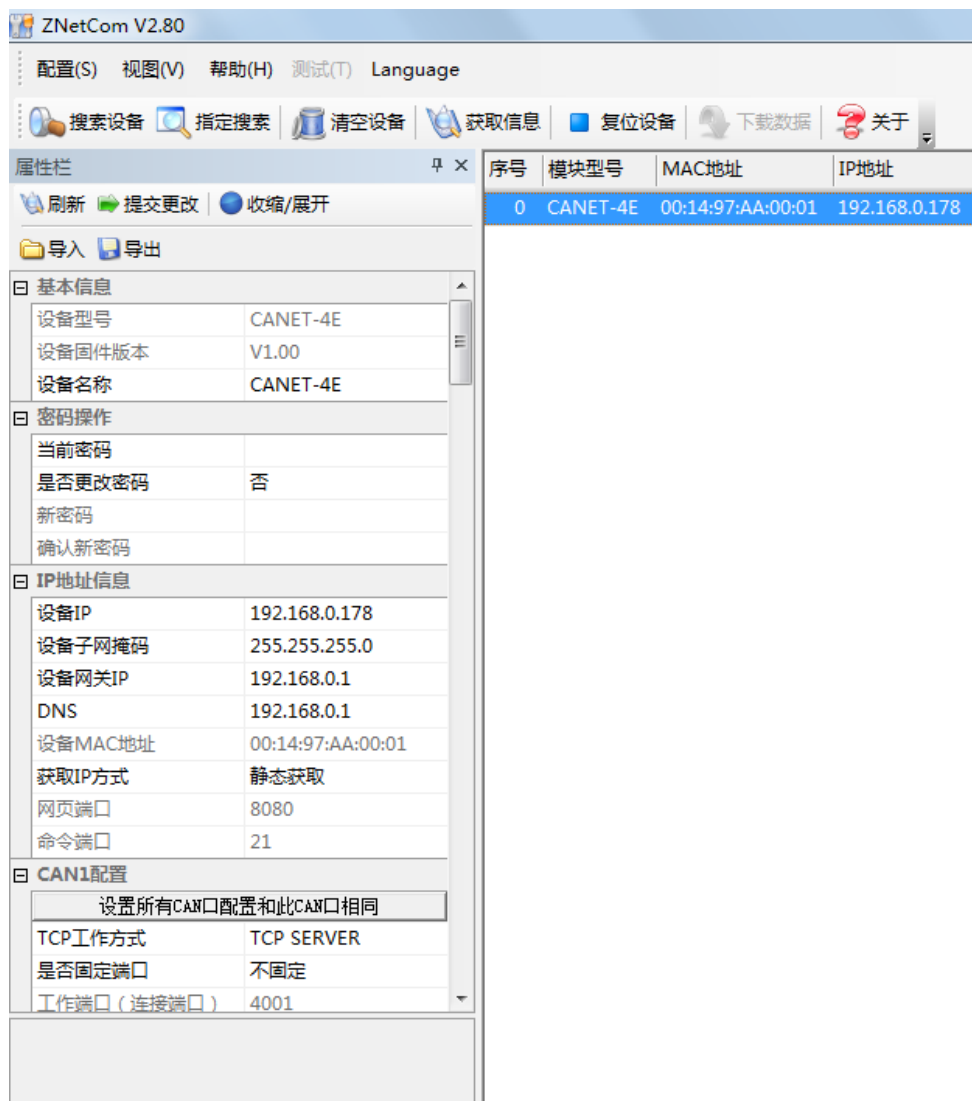 ZNetCom V2.80
配置(S) 视图(V) 帮助(H) 测试(T) Language
搜索设备 指定搜索 清空设备 获取信息 复位设备 下载数据 关于
属性栏
刷新 提交更改 收缩/展开
导入 导出
基本信息
设备型号 CANET-4E
设备固件版本 V1.00
设备名称 CANET-4E
密码操作
当前密码
是否更改密码 否
新密码
确认新密码
IP地址信息
设备IP 192.168.0.178
设备子网掩码 255.255.255.0
设备网关IP 192.168.0.1
DNS 192.168.0.1
设备MAC地址 00:14:97:AA:00:01
获取IP方式 静态获取
网页端口 8080
命令端口 21
CAN1配置
设置所有CAN口配置和此CAN口相同
TCP工作方式 TCP SERVER
是否固定端口 不固定
工作端口（连接端口） 4001
序号 模块型号 MAC地址 IP地址
0 CANET-4E 00:14:97:AA:00:01 192.168.0.178